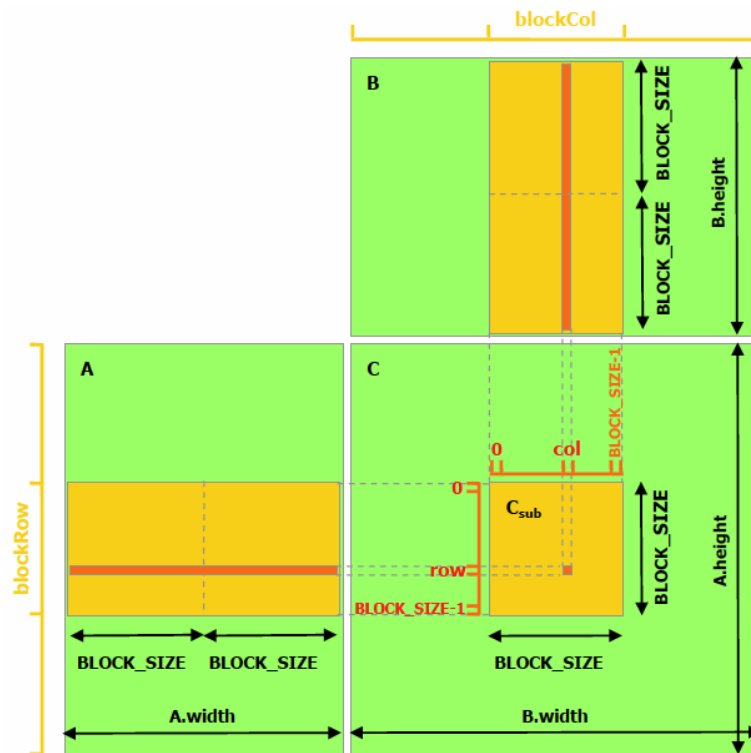 blockCol
B
BLOCK_SIZE
BLOCK_SIZE
B.height
A
C
BLOCK_SIZE-1
0
col
blockRow
0
Csub
row
BLOCK_SIZE-1
BLOCK_SIZE
A.height
BLOCK_SIZE
BLOCK_SIZE
BLOCK_SIZE
A.width
B.width